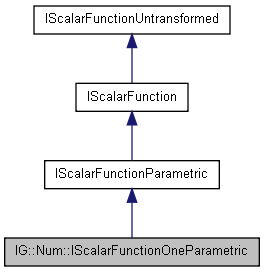 IScalarFunctionUntransformed
IScalarFunction
IScalarFunctionParametric
IG::Num::IScalarFunctionOneParametric